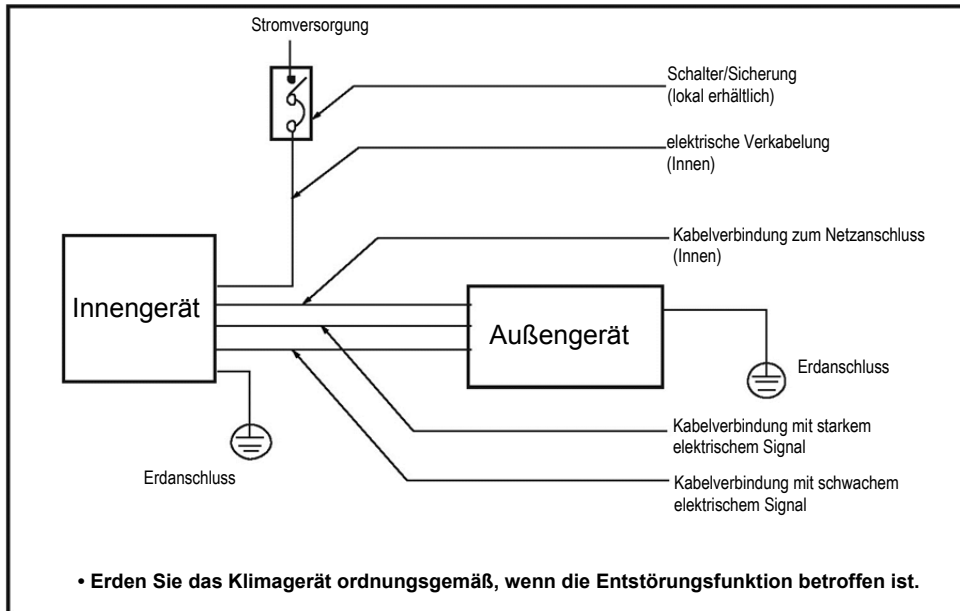 Stromversorgung
Schalter/Sicherung
(lokal erhältlich)
elektrische Verkabelung
(Innen)
Kabelverbindung zum Netzanschluss
(Innen)
Innengerät
Außengerät
Erdanschluss
Kabelverbindung mit starkem
elektrischem Signal
Erdanschluss
Kabelverbindung mit schwachem
elektrischem Signal
• Erden Sie das Klimagerät ordnungsgemäß, wenn die Entstörungsfunktion betroffen ist.